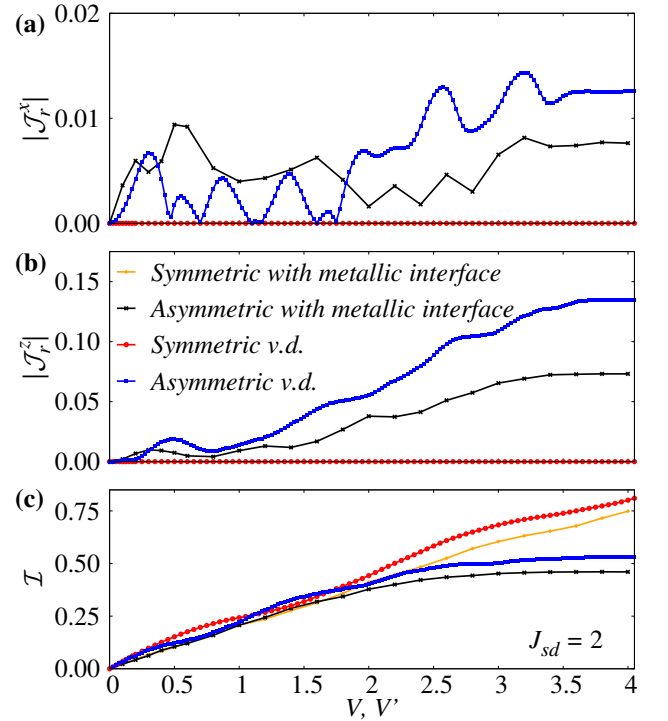 (a)
0.02
0.01
0.00
|𝒥_r^x|
(b)
0.15
0.10
0.05
0.00
|𝒥_r^z|
Symmetric with metallic interface
Asymmetric with metallic interface
Symmetric v.d.
Asymmetric v.d.
(c)
0.75
0.50
0.25
0.00
ℐ
J_sd = 2
0 0.5 1 1.5 2 2.5 3 3.5 4
V, V'